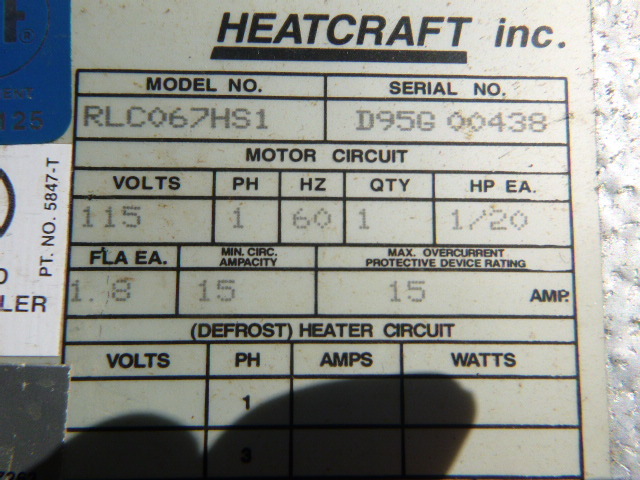 HEATCRAFT inc.
MODEL NO. SERIAL NO.
RLC067HS1 D95G 00438
MOTOR CIRCUIT
VOLTS PH HZ QTY HP EA.
115 1 60 1 1/20
FLA EA. MIN. CIRC. AMPACITY MAX. OVERCURRENT PROTECTIVE DEVICE RATING
1.8 15 15 AMP.
(DEFROST) HEATER CIRCUIT
VOLTS PH AMPS WATTS
1
3
125
PT. NO. 5847-T
LER